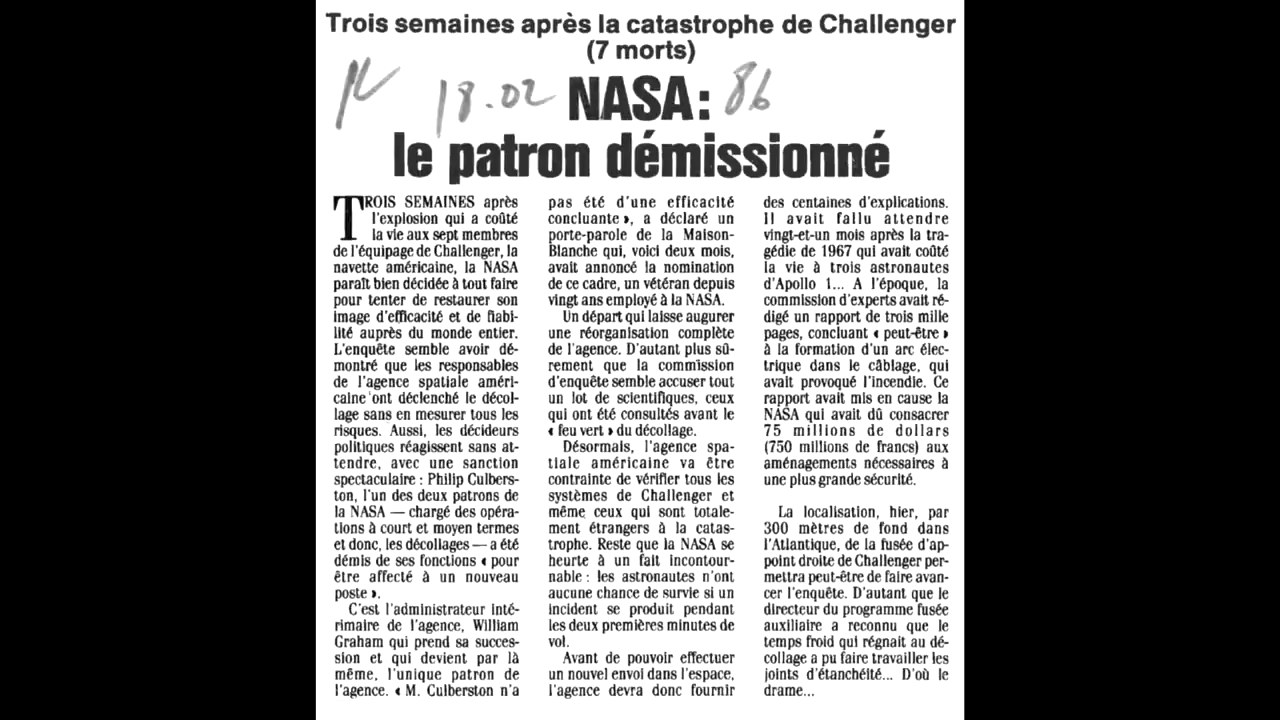 Trois semaines après la catastrophe de Challenger
(7 morts)
18.02 86
NASA :
le patron démissionné
TROIS SEMAINES après
l'explosion qui a coûté
la vie aux sept membres
de l'équipage de Challenger, la
navette américaine, la NASA
paraît bien décidée à tout faire
pour tenter de restaurer son
image d'efficacité et de fiabi-
lité auprès du monde entier.
L'enquête semble avoir dé-
montré que les responsables
de l'agence spatiale améri-
caine ont déclenché le décol-
lage sans en mesurer tous les
risques. Aussi, les décideurs
politiques réagissent sans at-
tendre, avec une sanction
spectaculaire : Philip Culbers-
ton, l'un des deux patrons de
la NASA — chargé des opéra-
tions à court et moyen termes
et donc, les décollages — a été
démis de ses fonctions « pour
être affecté à un nouveau
poste ».
C'est l'administrateur inté-
rimaire de l'agence, William
Graham qui prend sa succes-
sion et qui devient par là
même, l'unique patron de
l'agence. « M. Culberston n'a
pas été d'une efficacité
concluante », a déclaré un
porte-parole de la Maison-
Blanche qui, voici deux mois,
avait annoncé la nomination
de ce cadre, un vétéran depuis
vingt ans employé à la NASA.
Un départ qui laisse augurer
une réorganisation complète
de l'agence. D'autant plus sû-
rement que la commission
d'enquête semble accuser tout
un lot de scientifiques, ceux
qui ont été consultés avant le
« feu vert » du décollage.
Désormais, l'agence spa-
tiale américaine va être
contrainte de vérifier tous les
systèmes de Challenger et
même ceux qui sont totale-
ment étrangers à la catas-
trophe. Reste que la NASA se
heurte à un fait incontour-
nable : les astronautes n'ont
aucune chance de survie si un
incident se produit pendant
les deux premières minutes de
vol.
Avant de pouvoir effectuer
un nouvel envoi dans l'espace,
l'agence devra donc fournir
des centaines d'explications.
Il avait fallu attendre
vingt-et-un mois après la tra-
gédie de 1967 qui avait coûté
la vie à trois astronautes
d'Apollo 1... A l'époque, la
commission d'experts avait ré-
digé un rapport de trois mille
pages, concluant « peut-être »
à la formation d'un arc élec-
trique dans le câblage, qui
avait provoqué l'incendie. Ce
rapport avait mis en cause la
NASA qui avait dû consacrer
75 millions de dollars
(750 millions de francs) aux
aménagements nécessaires à
une plus grande sécurité.
La localisation, hier, par
300 mètres de fond dans
l'Atlantique, de la fusée d'ap-
point droite de Challenger per-
mettra peut-être de faire avan-
cer l'enquête. D'autant que le
directeur du programme fusée
auxiliaire a reconnu que le
temps froid qui régnait au dé-
collage a pu faire travailler les
joints d'étanchéité... D'où le
drame...